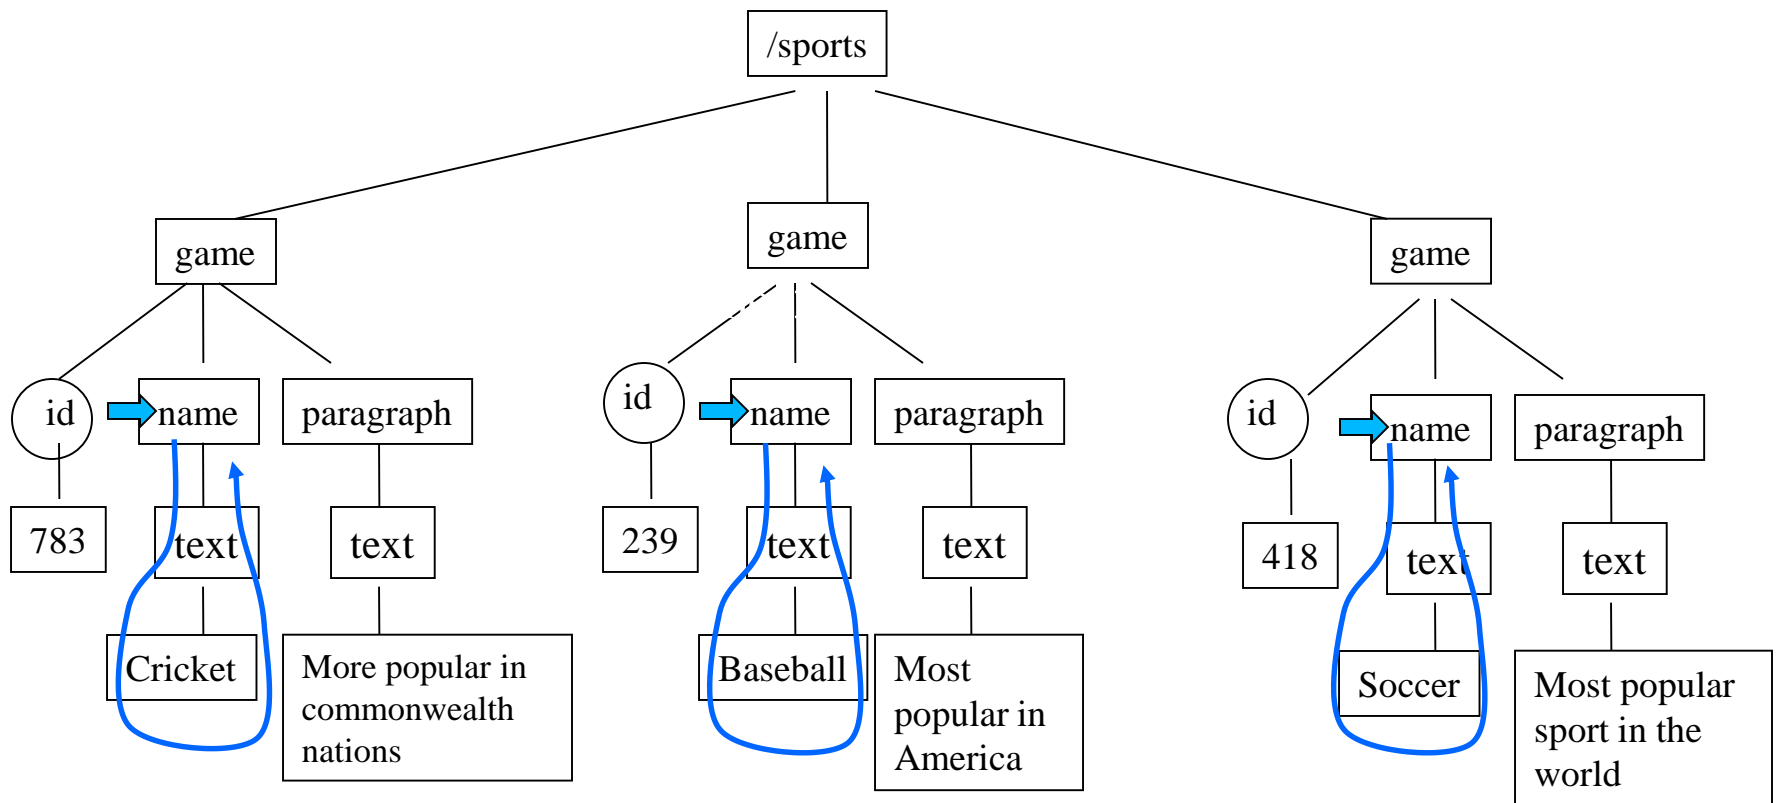 /sports
game
game
game
id
name
paragraph
id
name
paragraph
id
name
paragraph
783
text
text
239
text
text
418
text
text
Cricket
More popular in
commonwealth
nations
Baseball
Most
popular in
America
Soccer
Most popular
sport in the
world